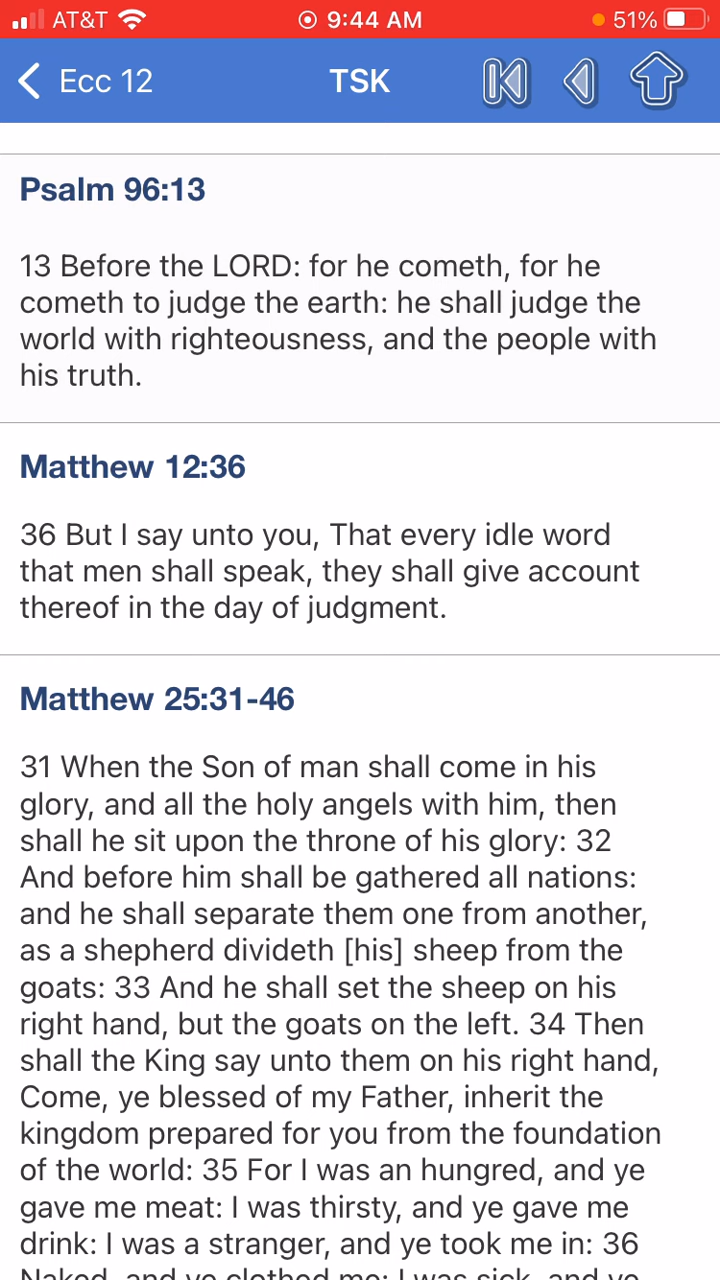 AT&T 9:44 AM 51%
Ecc 12 TSK
Psalm 96:13
13 Before the LORD: for he cometh, for he
cometh to judge the earth: he shall judge the
world with righteousness, and the people with
his truth.
Matthew 12:36
36 But I say unto you, That every idle word
that men shall speak, they shall give account
thereof in the day of judgment.
Matthew 25:31-46
31 When the Son of man shall come in his
glory, and all the holy angels with him, then
shall he sit upon the throne of his glory: 32
And before him shall be gathered all nations:
and he shall separate them one from another,
as a shepherd divideth [his] sheep from the
goats: 33 And he shall set the sheep on his
right hand, but the goats on the left. 34 Then
shall the King say unto them on his right hand,
Come, ye blessed of my Father, inherit the
kingdom prepared for you from the foundation
of the world: 35 For I was an hungred, and ye
gave me meat: I was thirsty, and ye gave me
drink: I was a stranger, and ye took me in: 36
Naked, and ye clothed me: I was sick, and ye